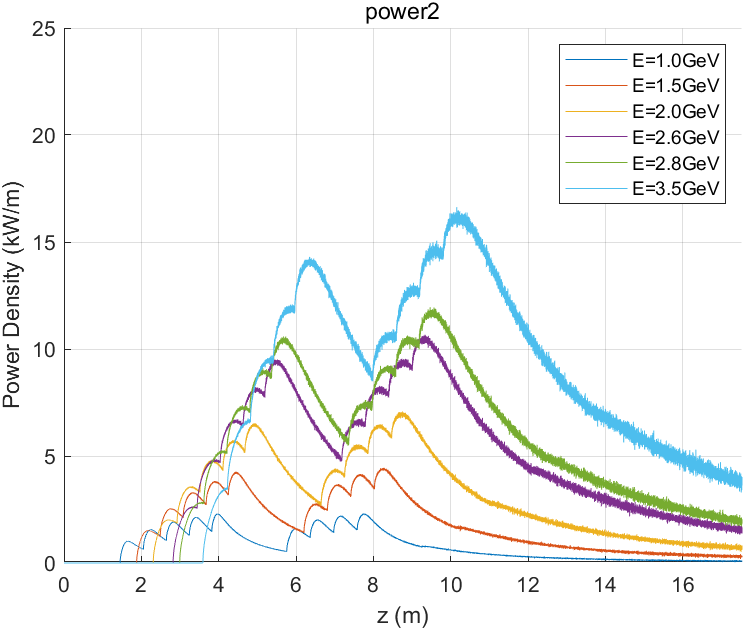 power2
25
20
15
10
5
0
Power Density (kW/m)
E=1.0GeV
E=1.5GeV
E=2.0GeV
E=2.6GeV
E=2.8GeV
E=3.5GeV
0 2 4 6 8 10 12 14 16
z (m)